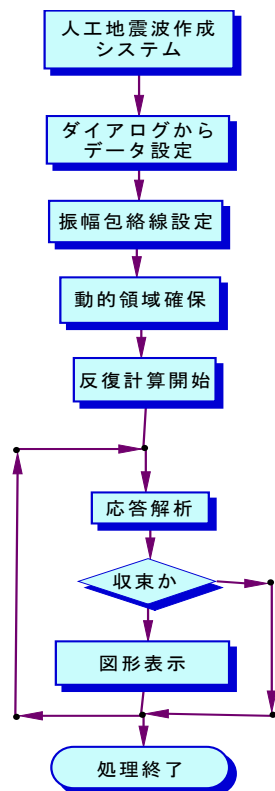 人工地震波作成
システム
ダイアログから
データ設定
振幅包絡線設定
動的領域確保
反復計算開始
応答解析
収束か
図形表示
処理終了